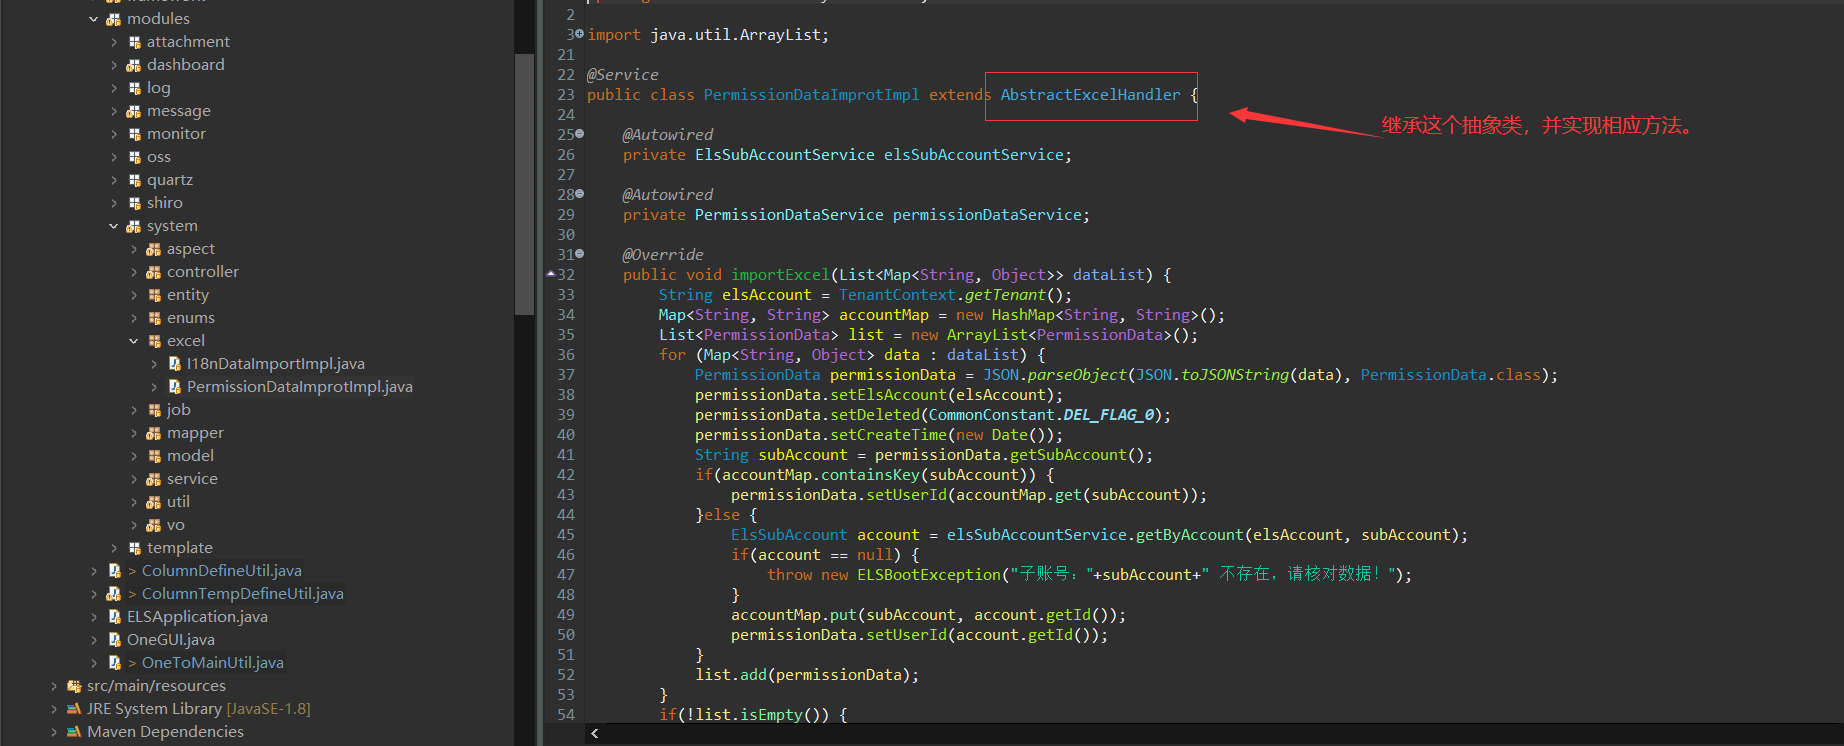 modules
attachment
dashboard
log
message
monitor
oss
quartz
shiro
system
aspect
controller
entity
enums
excel
I18nDataImportImpl.java
PermissionDataImprotImpl.java
job
mapper
model
service
util
vo
template
> ColumnDefineUtil.java
> ColumnTempDefineUtil.java
ELSApplication.java
OneGUI.java
> OneToMainUtil.java
src/main/resources
JRE System Library [JavaSE-1.8]
Maven Dependencies
2
3 import java.util.ArrayList;
21
22 @Service
23 public class PermissionDataImprotImpl extends AbstractExcelHandler {
24
25 @Autowired
26 private ElsSubAccountService elsSubAccountService;
27
28 @Autowired
29 private PermissionDataService permissionDataService;
30
31 @Override
32 public void importExcel(List<Map<String, Object>> dataList) {
33 String elsAccount = TenantContext.getTenant();
34 Map<String, String> accountMap = new HashMap<String, String>();
35 List<PermissionData> list = new ArrayList<PermissionData>();
36 for (Map<String, Object> data : dataList) {
37 PermissionData permissionData = JSON.parseObject(JSON.toJSONString(data), PermissionData.class);
38 permissionData.setElsAccount(elsAccount);
39 permissionData.setDeleted(CommonConstant.DEL_FLAG_0);
40 permissionData.setCreateTime(new Date());
41 String subAccount = permissionData.getSubAccount();
42 if(accountMap.containsKey(subAccount)) {
43 permissionData.setUserId(accountMap.get(subAccount));
44 }else {
45 ElsSubAccount account = elsSubAccountService.getByAccount(elsAccount, subAccount);
46 if(account == null) {
47 throw new ELSBootException("子账号："+subAccount+" 不存在，请核对数据！");
48 }
49 accountMap.put(subAccount, account.getId());
50 permissionData.setUserId(account.getId());
51 }
52 list.add(permissionData);
53 }
54 if(!list.isEmpty()) {
继承这个抽象类，并实现相应方法。